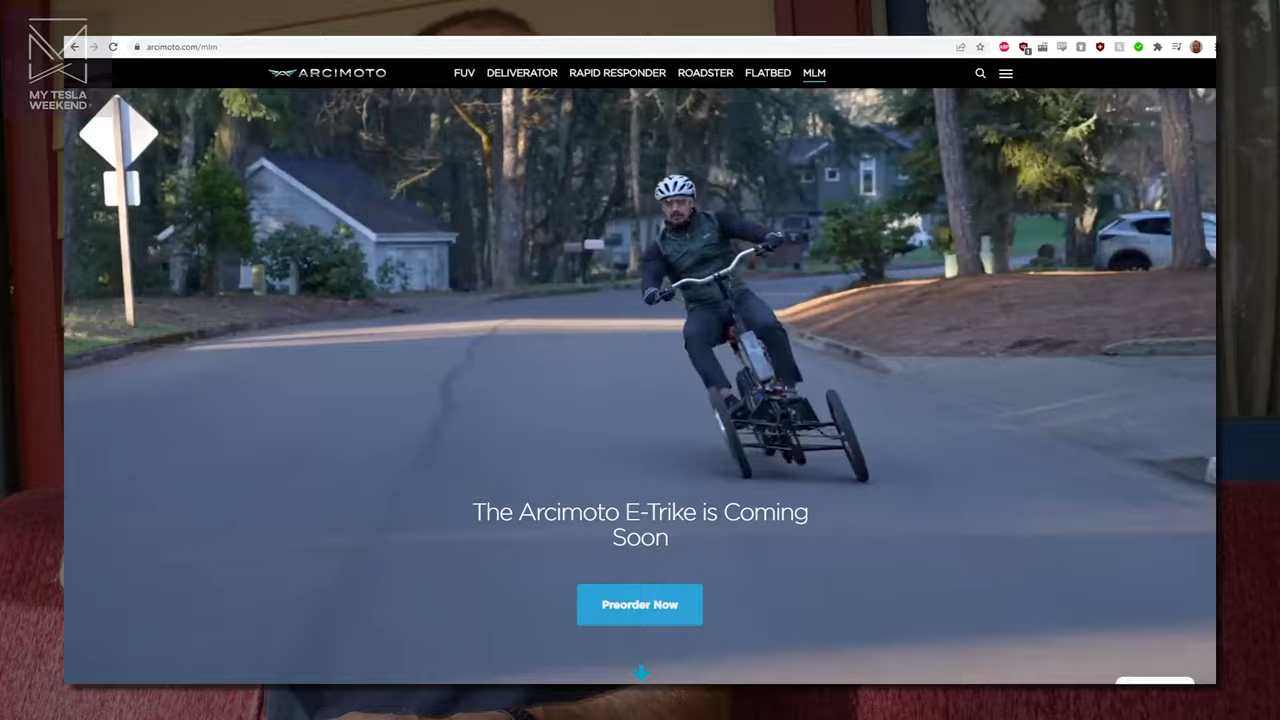 MY TESLA
WEEKEND
arcimoto.com/mlm
ARCIMOTO
FUV DELIVERATOR RAPID RESPONDER ROADSTER FLATBED MLM
The Arcimoto E-Trike is Coming
Soon
Preorder Now